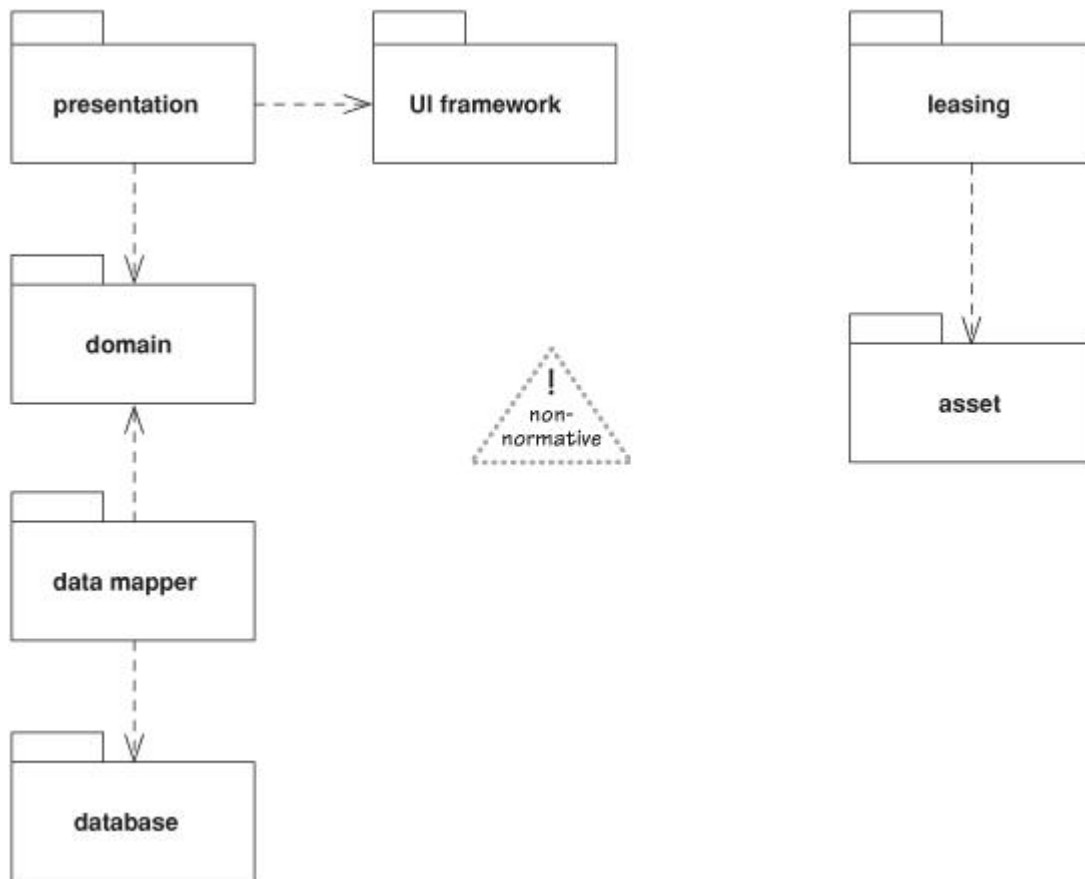 presentation
UI framework
leasing
domain
!
non-
normative
asset
data mapper
database